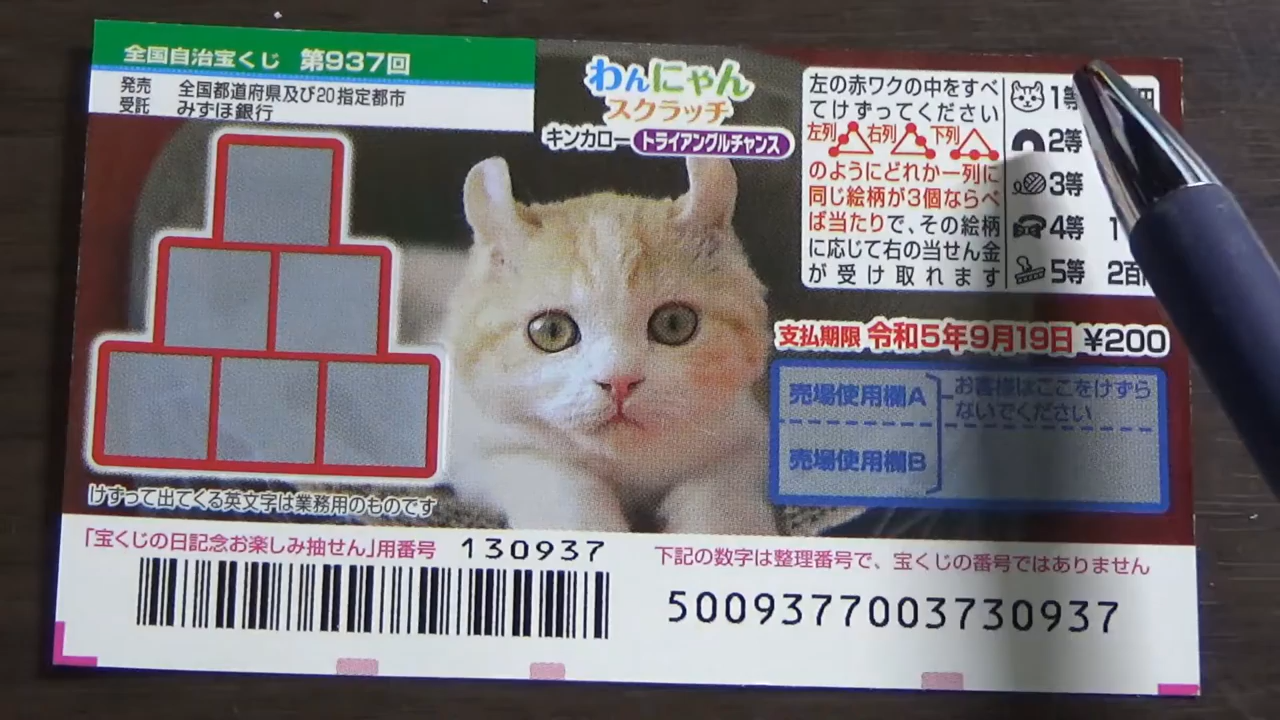 全国自治宝くじ 第937回
発売 全国都道府県及び20指定都市
受託 みずほ銀行
わんにゃん
スクラッチ
キンカロー トライアングルチャンス
左の赤ワクの中をすべ
てけずってください
左列 右列 下列
のようにどれか一列に
同じ絵柄が3個ならべ
ば当たりで、その絵柄
に応じて右の当せん金
が受け取れます
1等 円
2等
3等
4等 1
5等 2百
支払期限 令和5年9月19日 ¥200
売場使用欄A
お客様はここをけずら
ないでください
売場使用欄B
けずって出てくる英文字は業務用のものです
「宝くじの日記念お楽しみ抽せん」用番号 130937
下記の数字は整理番号で、宝くじの番号ではありません
5009377003730937